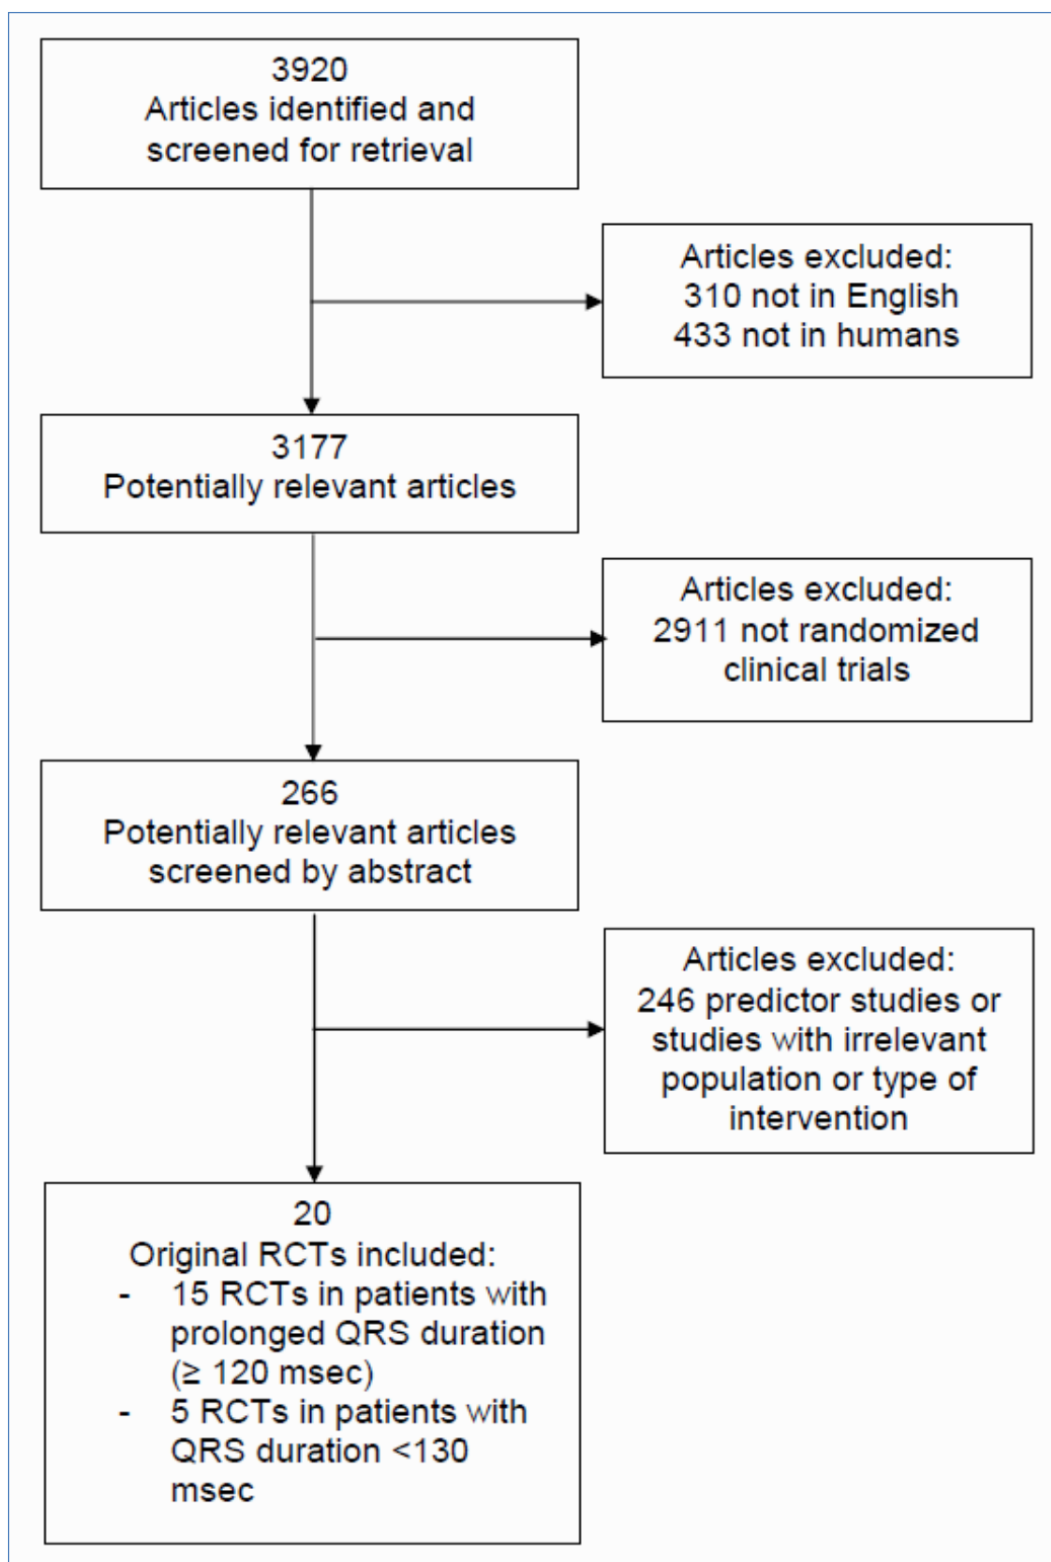 3920
Articles identified and
screened for retrieval
Articles excluded:
310 not in English
433 not in humans
3177
Potentially relevant articles
Articles excluded:
2911 not randomized
clinical trials
266
Potentially relevant articles
screened by abstract
Articles excluded:
246 predictor studies or
studies with irrelevant
population or type of
intervention
20
Original RCTs included:
- 15 RCTs in patients with
prolonged QRS duration
(≥ 120 msec)
- 5 RCTs in patients with
QRS duration <130
msec